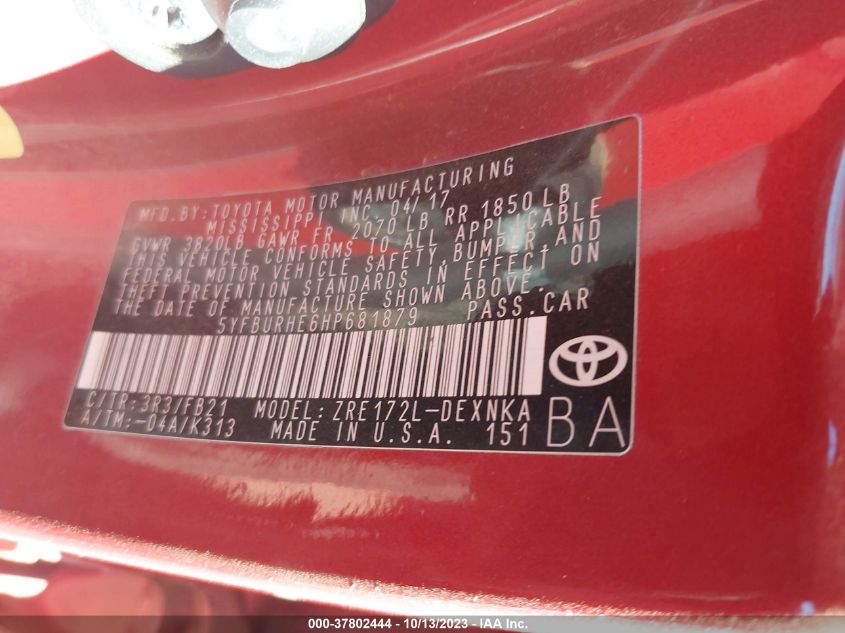 MFD.BY:TOYOTA MOTOR MANUFACTURING
MISSISSIPPI INC. 04/17
GVWR 3820LB GAWR FR 2070 LB RR 1850 LB
THIS VEHICLE CONFORMS TO ALL APPLICABLE
FEDERAL MOTOR VEHICLE SAFETY,BUMPER,AND
THEFT PREVENTION STANDARDS IN EFFECT ON
THE DATE OF MANUFACTURE SHOWN ABOVE.
5YFBURHE6HP681879 PASS.CAR
C/TR:3R3/FB21 MODEL:ZRE172L-DEXNKA
A/TM:-04A/K313 MADE IN U.S.A. 151 BA
000-37802444 - 10/13/2023 - IAA Inc.